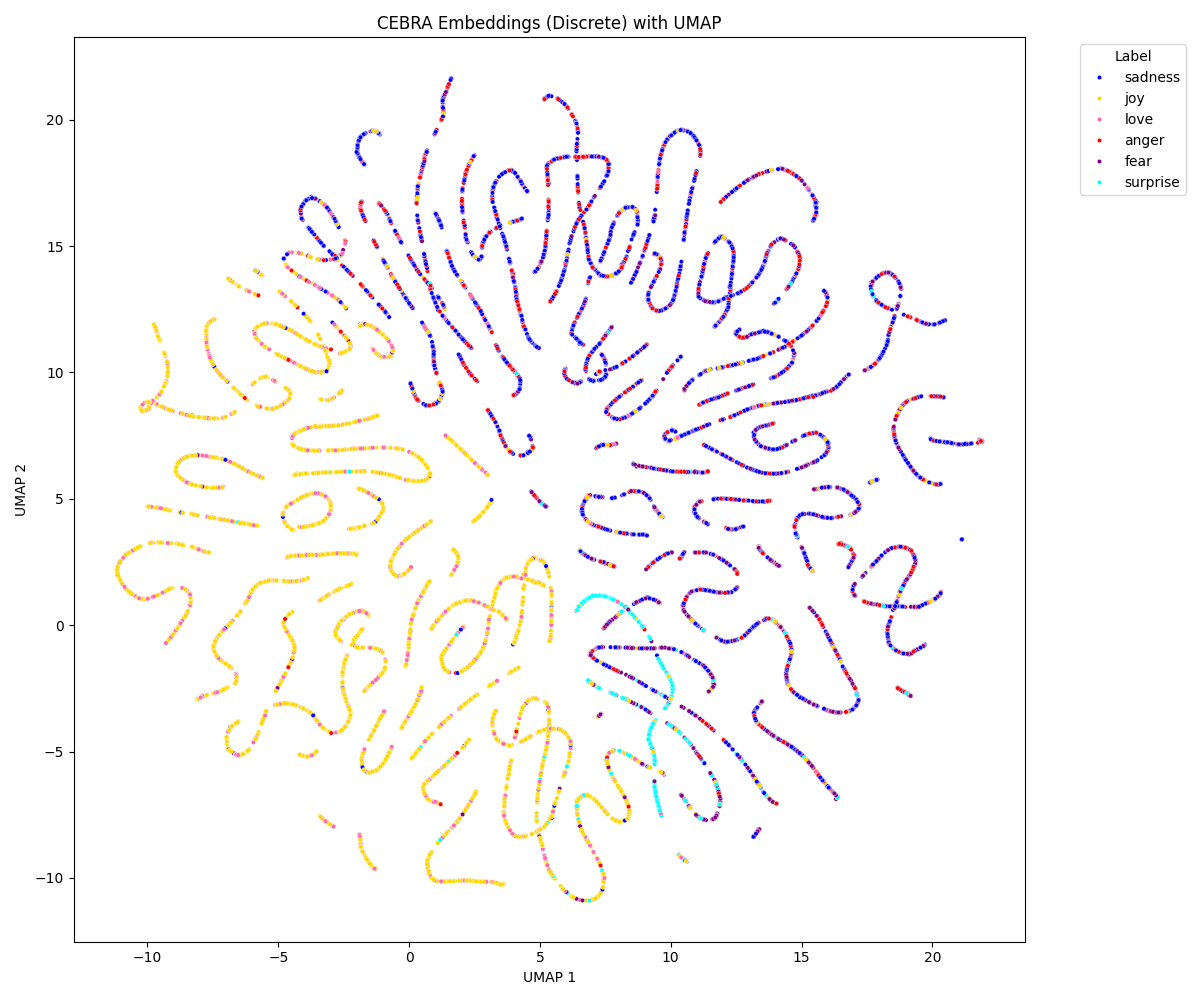 CEBRA Embeddings (Discrete) with UMAP
Label
sadness
joy
love
anger
fear
surprise
20
15
10
5
0
−5
−10
UMAP 2
−10 −5 0 5 10 15 20
UMAP 1